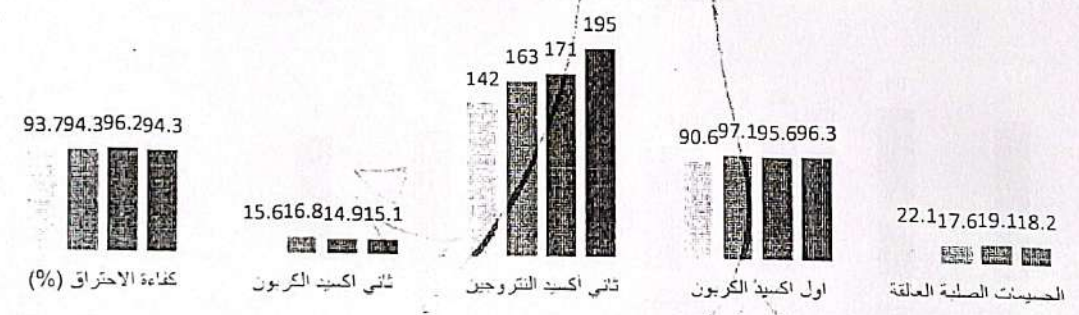 195
163 171
142
93.794.396.294.3
90.697.195.696.3
15.616.814.915.1
22.117.619.118.2
كفاءة الاحتراق (%)
ثاني اكسيد الكربون
ثاني أكسيد النتروجين
اول اكسيد الكربون
الجسيمات الصلبة العالقة